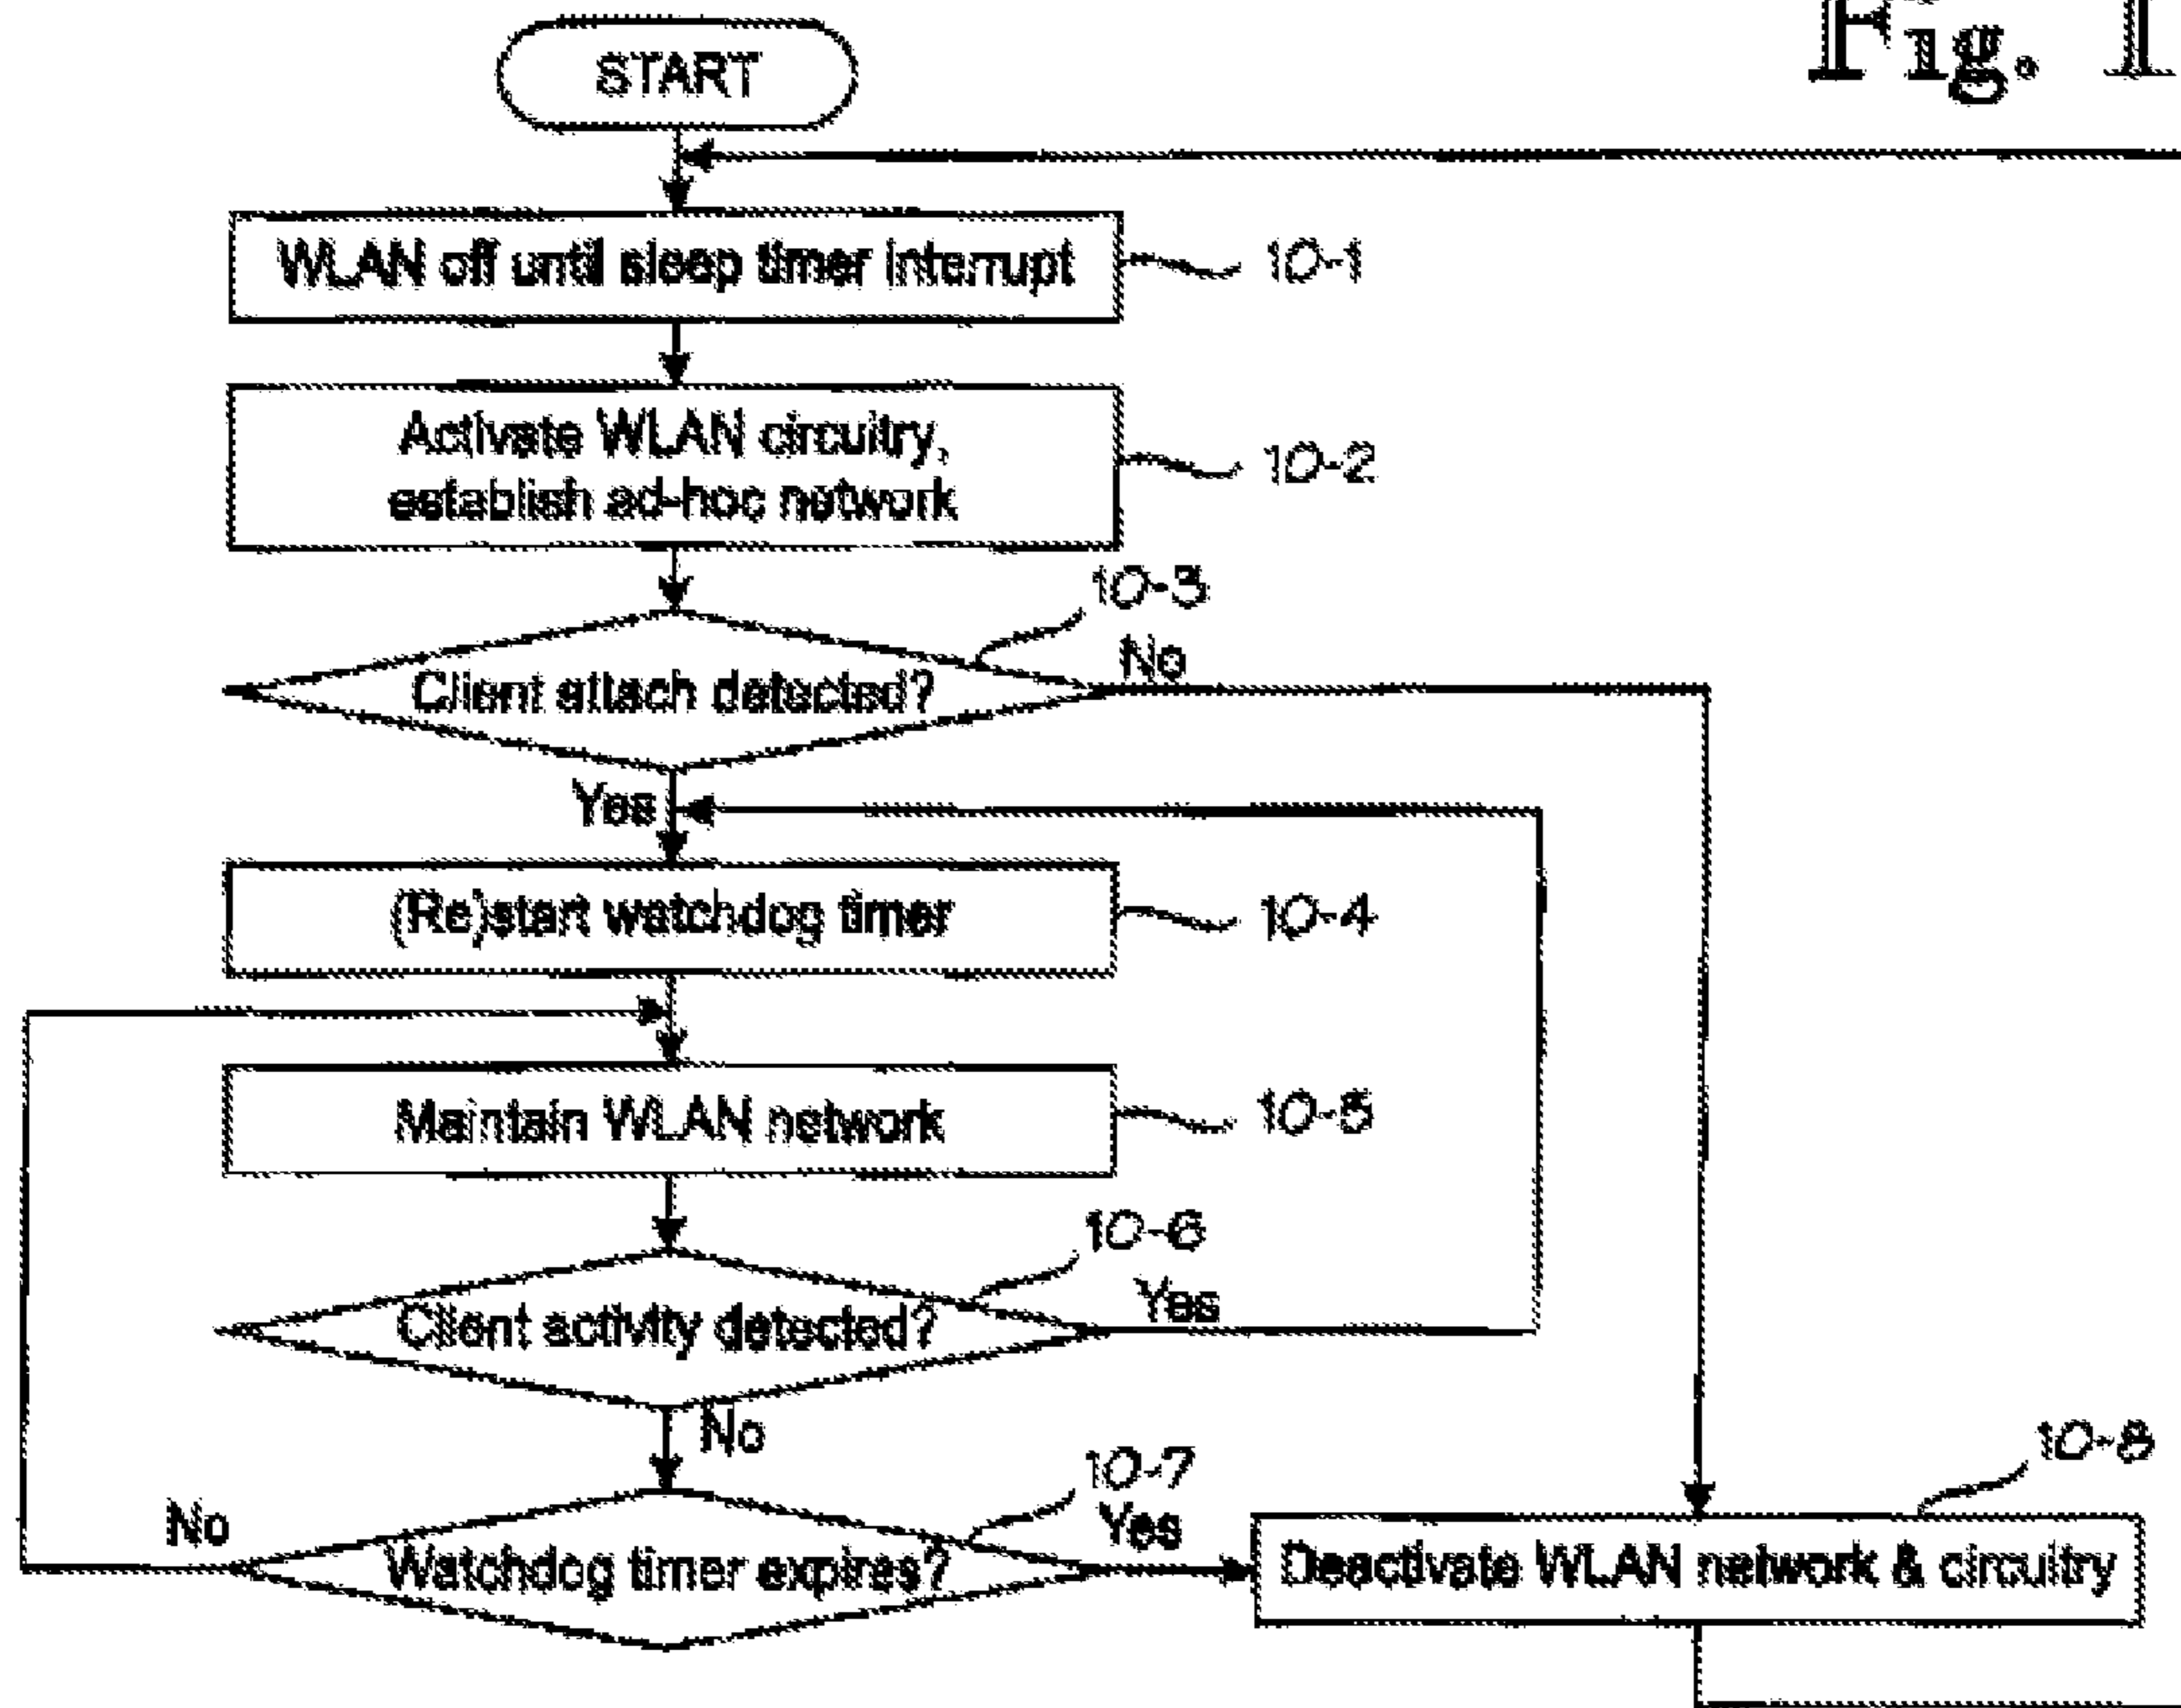 Fig. 1
START
WLAN off until sleep timer interrupt
10-1
Activate WLAN circuitry,
establish ad-hoc network
10-2
10-3
No
Client attach detected?
Yes
(Re)start watchdog timer
10-4
Maintain WLAN network
10-5
10-6
Yes
Client activity detected?
No
10-7
Yes
10-8
No
Watchdog timer expires?
Deactivate WLAN network & circuitry